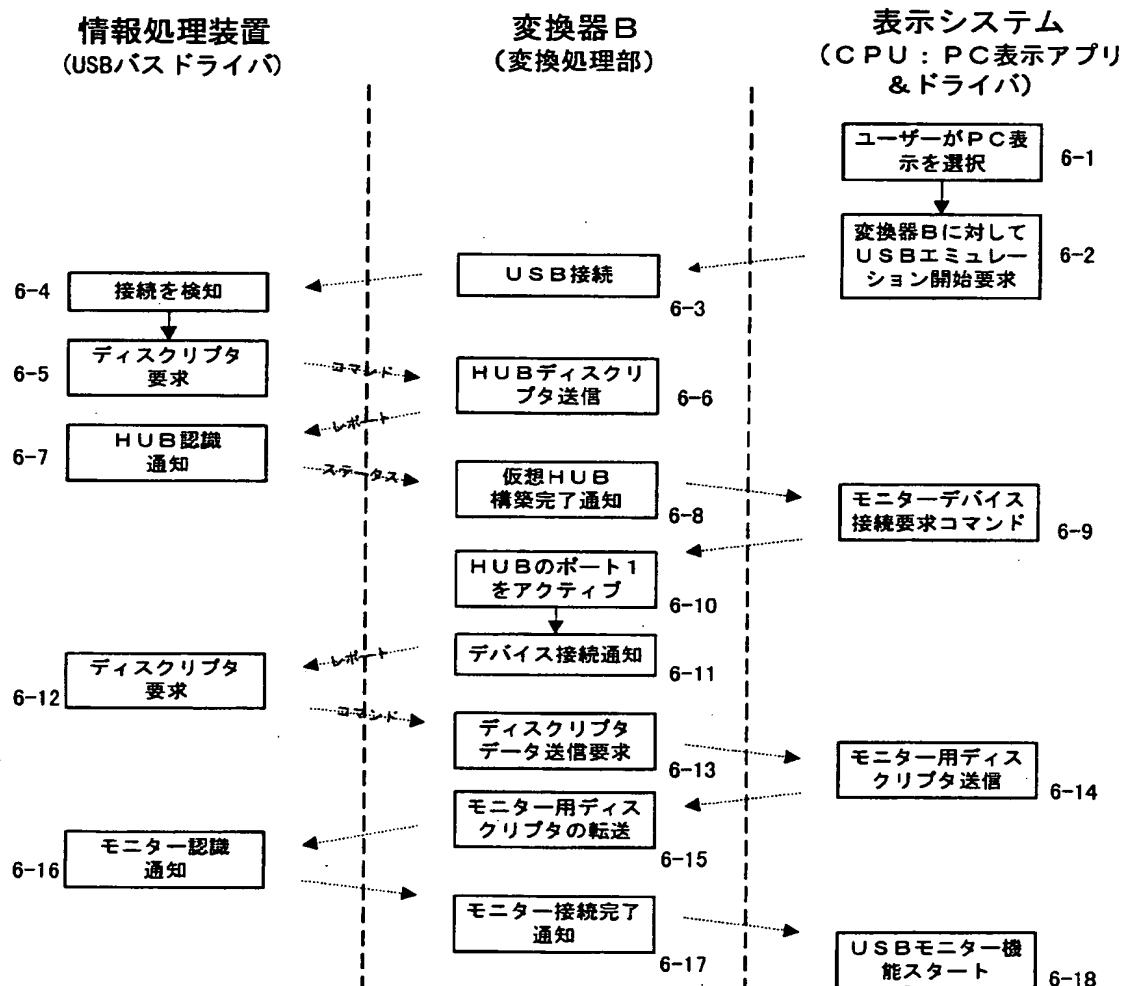 情報処理装置
(USBバスドライバ)
変換器B
(変換処理部)
表示システム
(CPU:PC表示アプリ
&ドライバ)
ユーザーがPC表
示を選択
6-1
変換器Bに対して
USBエミュレー
ション開始要求
6-2
USB接続
6-3
6-4
接続を検知
6-5
ディスクリプタ
要求
コマンド
HUBディスクリ
プタ送信
6-6
レポート
6-7
HUB認識
通知
ステータス
仮想HUB
構築完了通知
6-8
モニターデバイス
接続要求コマンド
6-9
HUBのポート1
をアクティブ
6-10
デバイス接続通知
6-11
レポート
6-12
ディスクリプタ
要求
コマンド
ディスクリプタ
データ送信要求
6-13
モニター用ディス
クリプタ送信
6-14
モニター用ディス
クリプタの転送
6-15
6-16
モニター認識
通知
モニター接続完了
通知
6-17
USBモニター機
能スタート
6-18